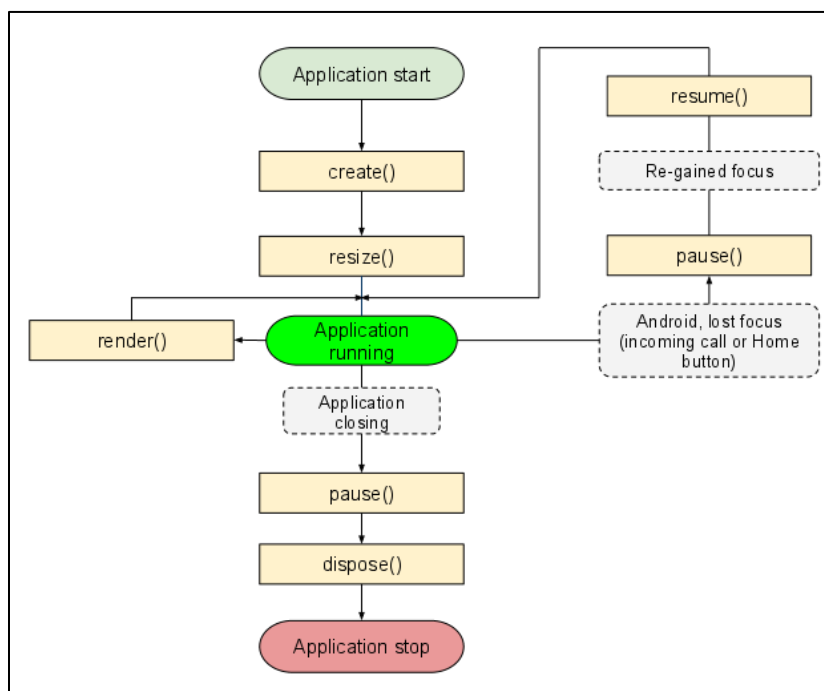 Application start
create()
resize()
render()
Application
running
Application
closing
pause()
dispose()
Application stop
resume()
Re-gained focus
pause()
Android, lost focus
(incoming call or Home
button)